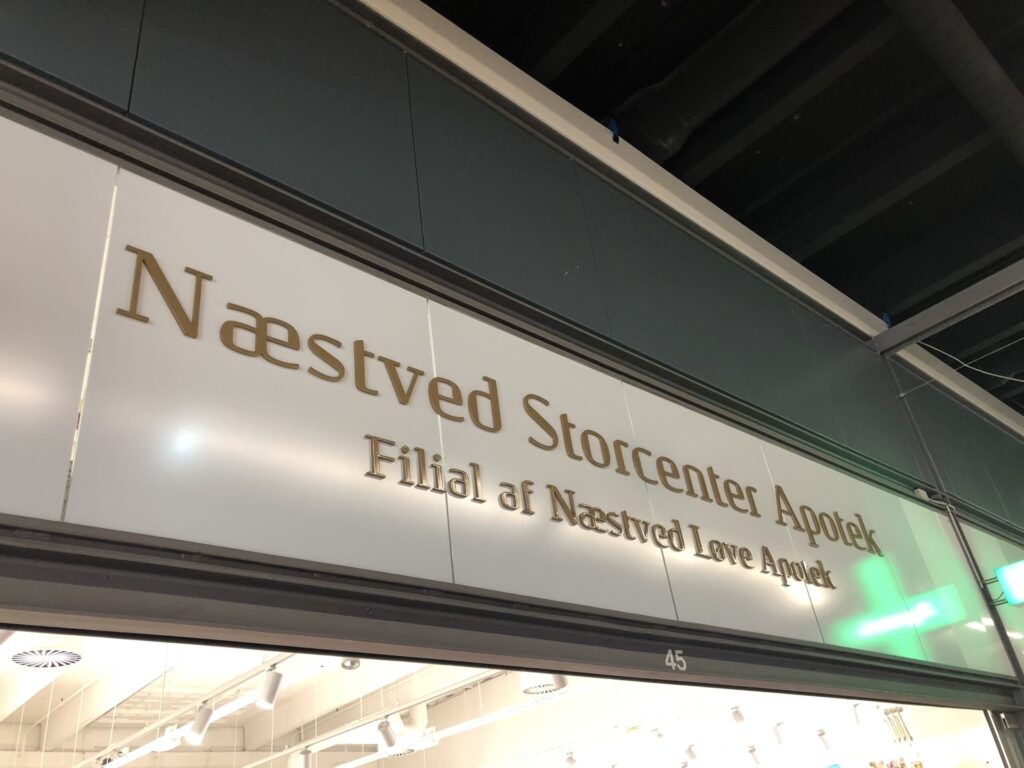 Næstved Storcenter Apotek
Filial af Næstved Løve Apotek
45